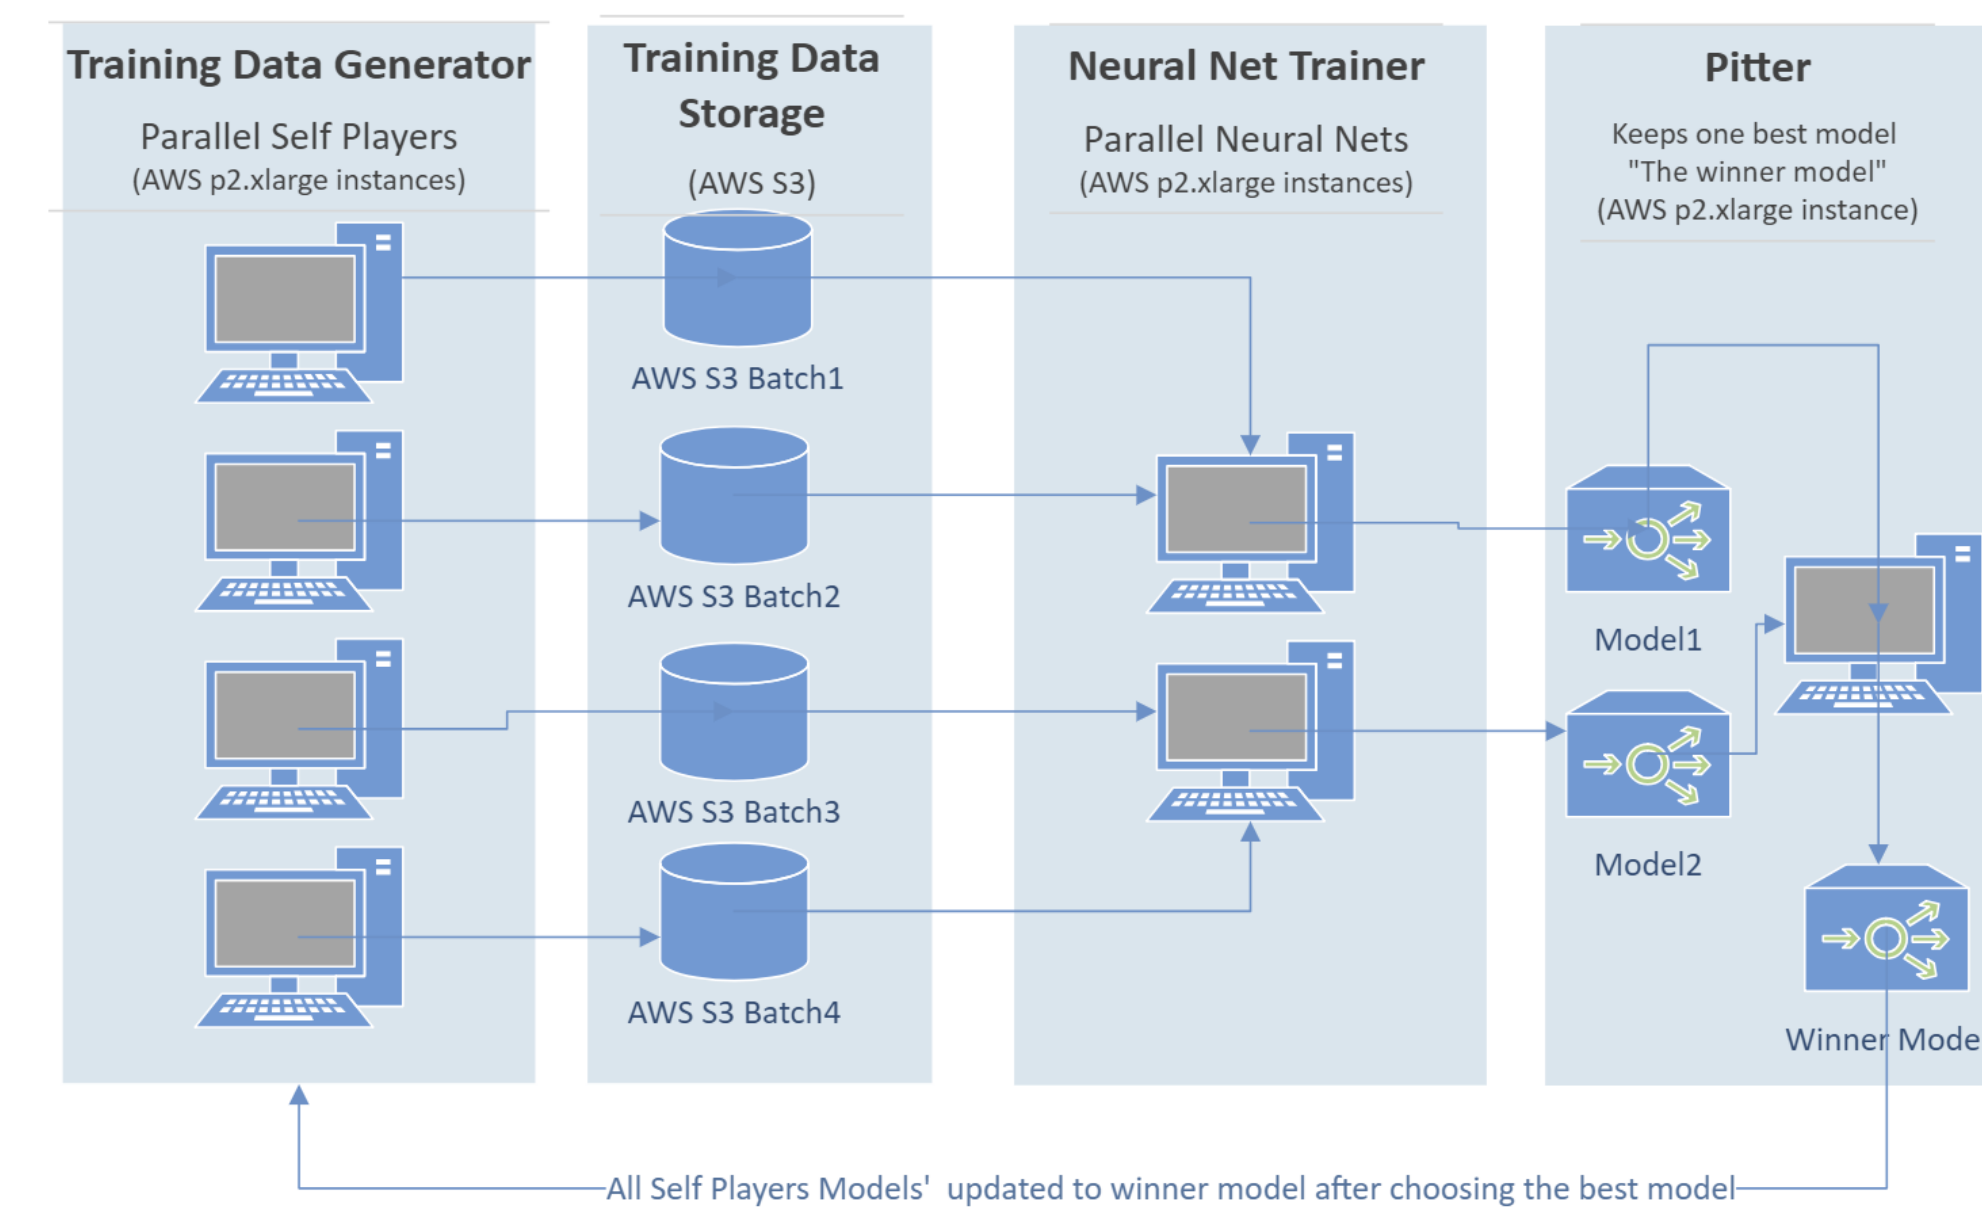 Training Data Generator
Parallel Self Players
(AWS p2.xlarge instances)
Training Data
Storage
(AWS S3)
AWS S3 Batch1
AWS S3 Batch2
AWS S3 Batch3
AWS S3 Batch4
Neural Net Trainer
Parallel Neural Nets
(AWS p2.xlarge instances)
Pitter
Keeps one best model
"The winner model"
(AWS p2.xlarge instance)
Model1
Model2
Winner Mode
All Self Players Models'  updated to winner model after choosing the best model